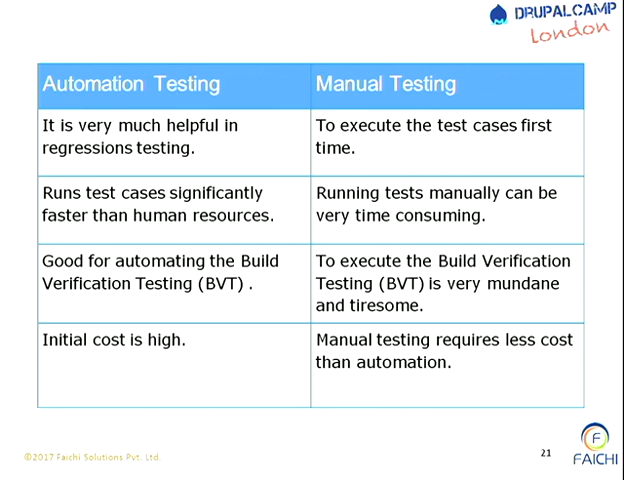 DRUPALCAMP
London
Automation Testing
Manual Testing
It is very much helpful in
regressions testing.
To execute the test cases first
time.
Runs test cases significantly
faster than human resources.
Running tests manually can be
very time consuming.
Good for automating the Build
Verification Testing (BVT) .
To execute the Build Verification
Testing (BVT) is very mundane
and tiresome.
Initial cost is high.
Manual testing requires less cost
than automation.
©2017 Faichi Solutions Pvt. Ltd.
21
F
FAICHI